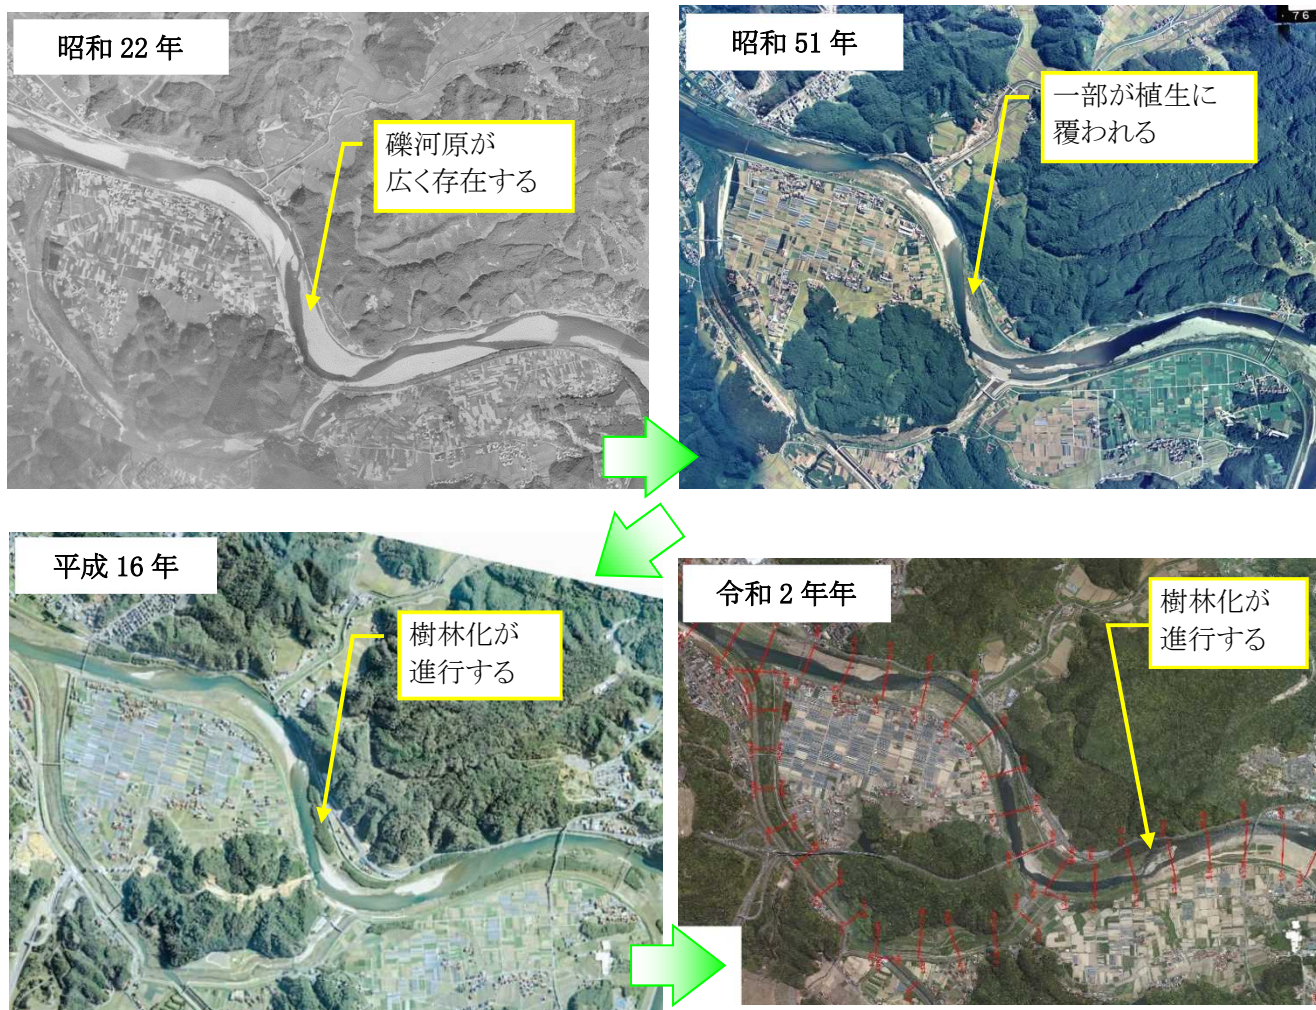 昭和 22 年
礫河原が
広く存在する
昭和 51 年
76
一部が植生に
覆われる
平成 16 年
樹林化が
進行する
令和 2 年年
樹林化が
進行する